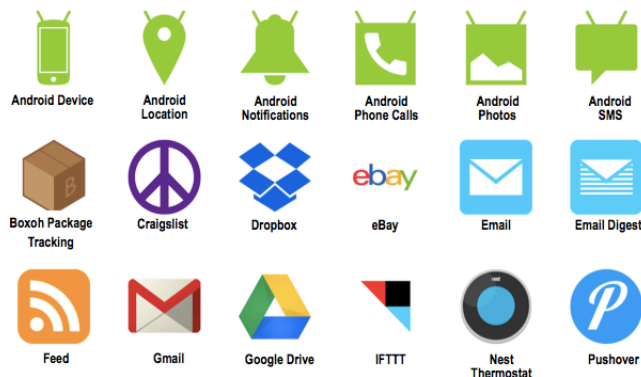 Android Device
Android
Location
Android
Notifications
Android
Phone Calls
Android
Photos
Android
SMS
B
ebay
Boxoh Package
Tracking
Craigslist
Dropbox
eBay
Email
Email Digest
nest
Feed
Gmail
Google Drive
IFTTT
Nest
Thermostat
Pushover